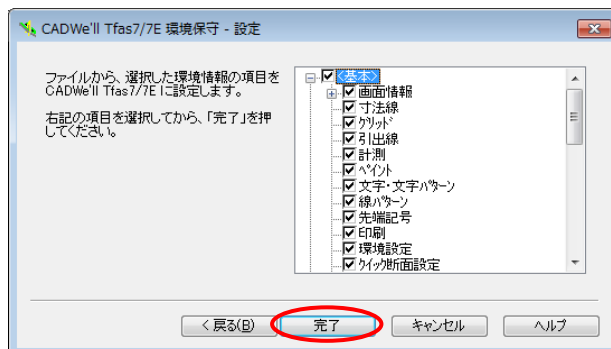 CADWe'll Tfas7/7E 環境保守 - 設定
ファイルから、選択した環境情報の項目を
CADWe'll Tfas7/7E に設定します。
右記の項目を選択してから、「完了」を押
してください。
<基本>
画面情報
寸法線
グリッド
引出線
計測
ペイント
文字・文字パターン
線パターン
先端記号
印刷
環境設定
クイック断面設定
< 戻る(B)
完了
キャンセル
ヘルプ